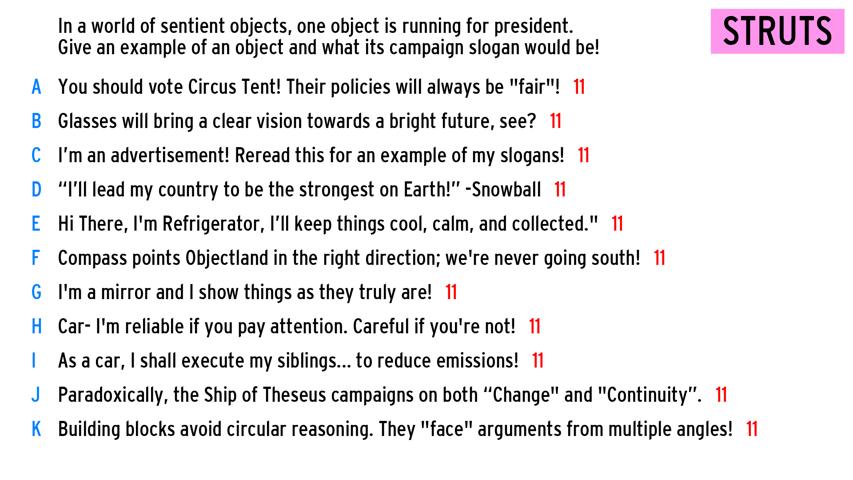 In a world of sentient objects, one object is running for president.
Give an example of an object and what its campaign slogan would be!
STRUTS
A You should vote Circus Tent! Their policies will always be "fair"! 11
B Glasses will bring a clear vision towards a bright future, see? 11
C I’m an advertisement! Reread this for an example of my slogans! 11
D “I’ll lead my country to be the strongest on Earth!” -Snowball 11
E Hi There, I'm Refrigerator, I’ll keep things cool, calm, and collected." 11
F Compass points Objectland in the right direction; we're never going south! 11
G I'm a mirror and I show things as they truly are! 11
H Car- I'm reliable if you pay attention. Careful if you're not! 11
I As a car, I shall execute my siblings... to reduce emissions! 11
J Paradoxically, the Ship of Theseus campaigns on both “Change" and "Continuity”. 11
K Building blocks avoid circular reasoning. They "face" arguments from multiple angles! 11